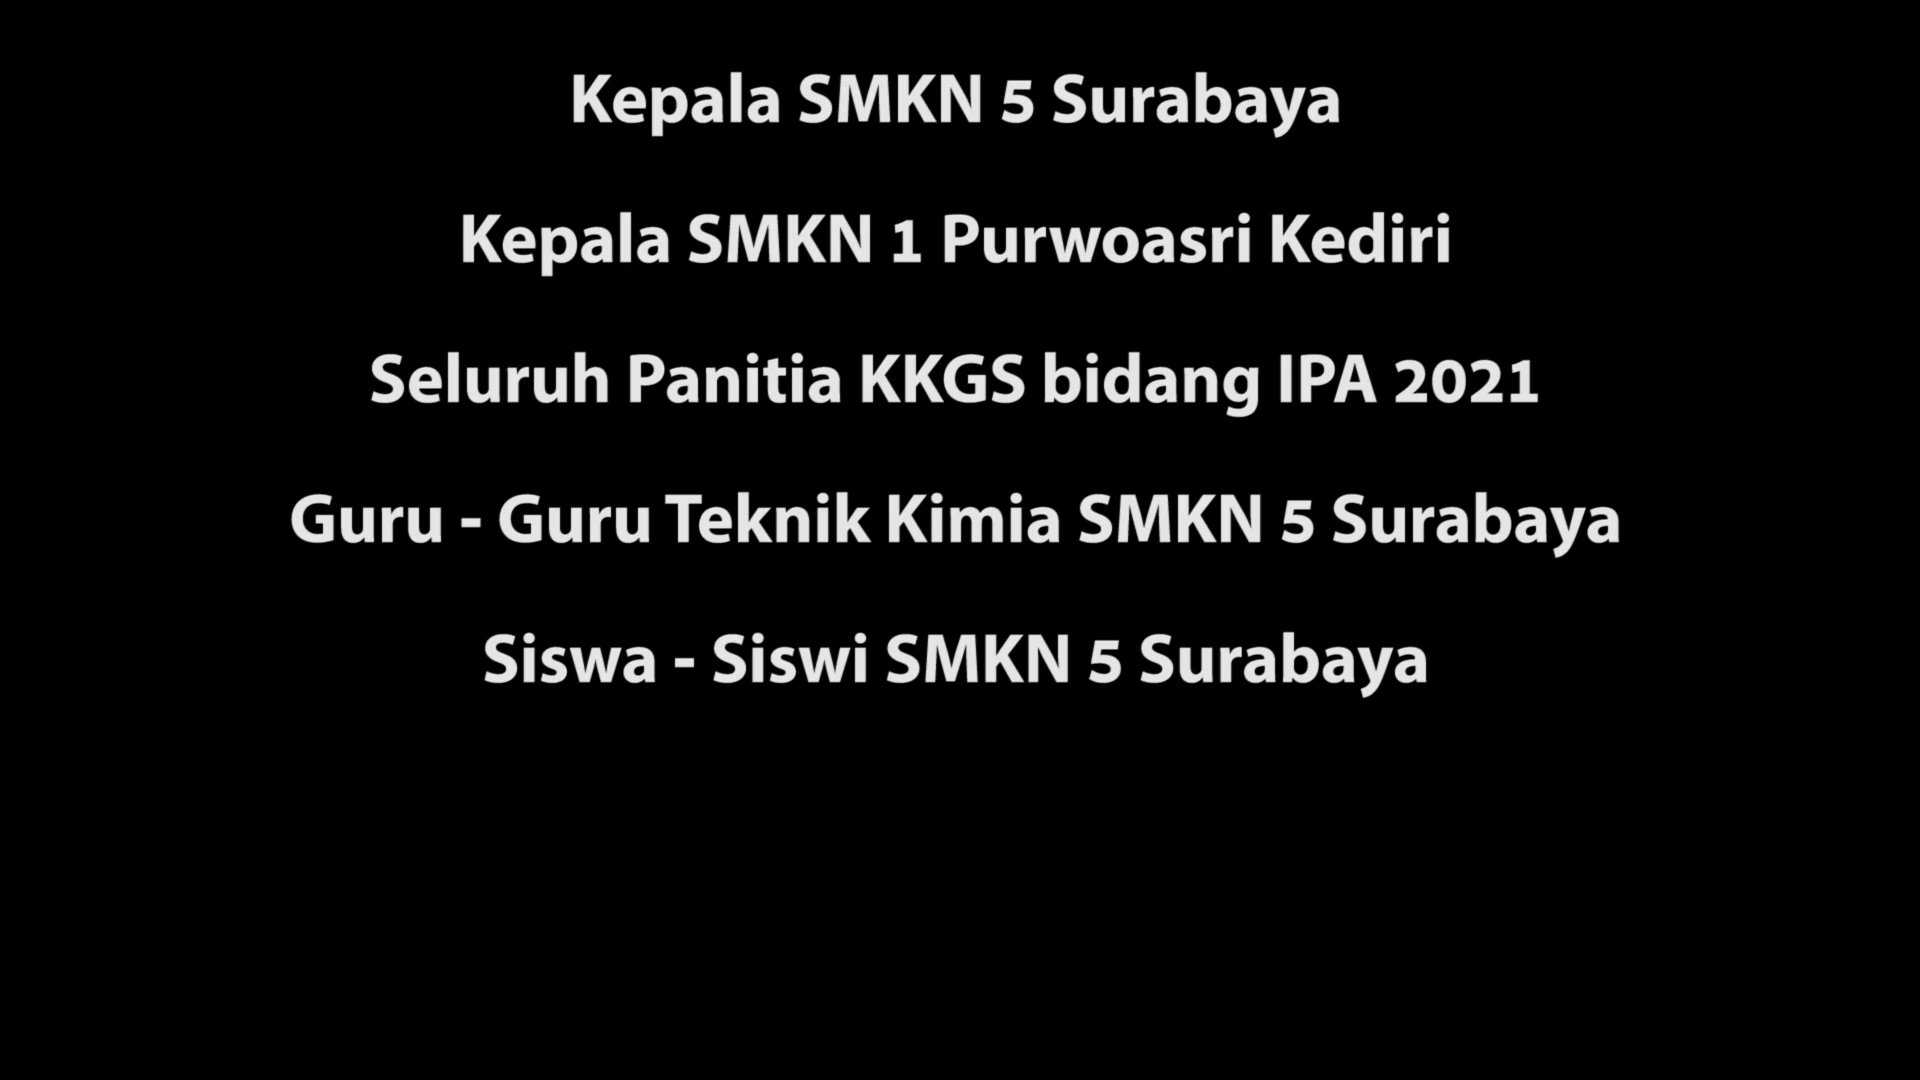 Kepala SMKN 5 Surabaya
Kepala SMKN 1 Purwoasri Kediri
Seluruh Panitia KKGS bidang IPA 2021
Guru - Guru Teknik Kimia SMKN 5 Surabaya
Siswa - Siswi SMKN 5 Surabaya